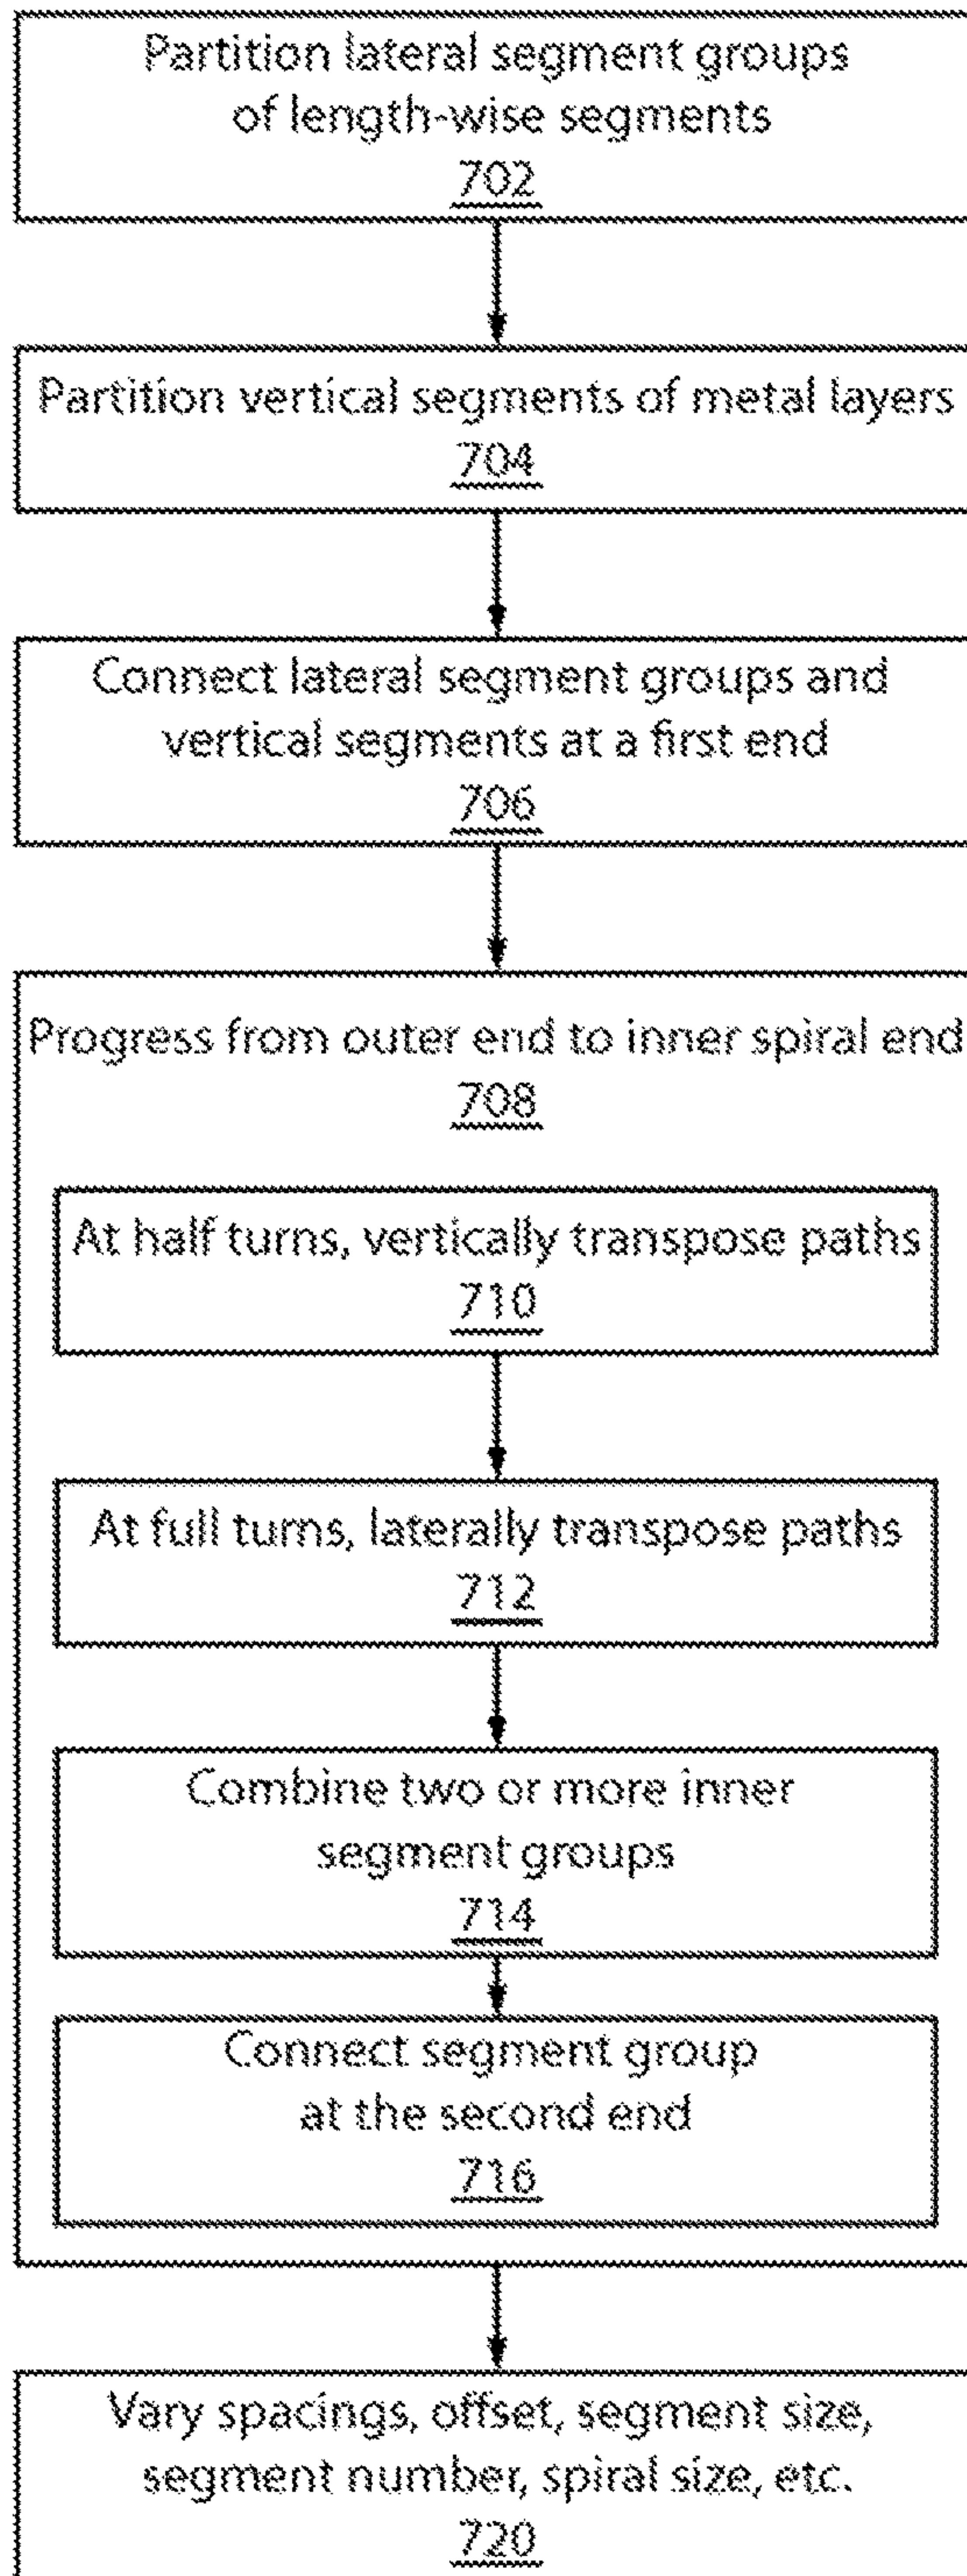 Partition lateral segment groups
of length-wise segments
702
Partition vertical segments of metal layers
704
Connect lateral segment groups and
vertical segments at a first end
706
Progress from outer end to inner spiral end
708
At half turns, vertically transpose paths
710
At full turns, laterally transpose paths
712
Combine two or more inner
segment groups
714
Connect segment group
at the second end
716
Vary spacings, offset, segment size,
segment number, spiral size, etc.
720